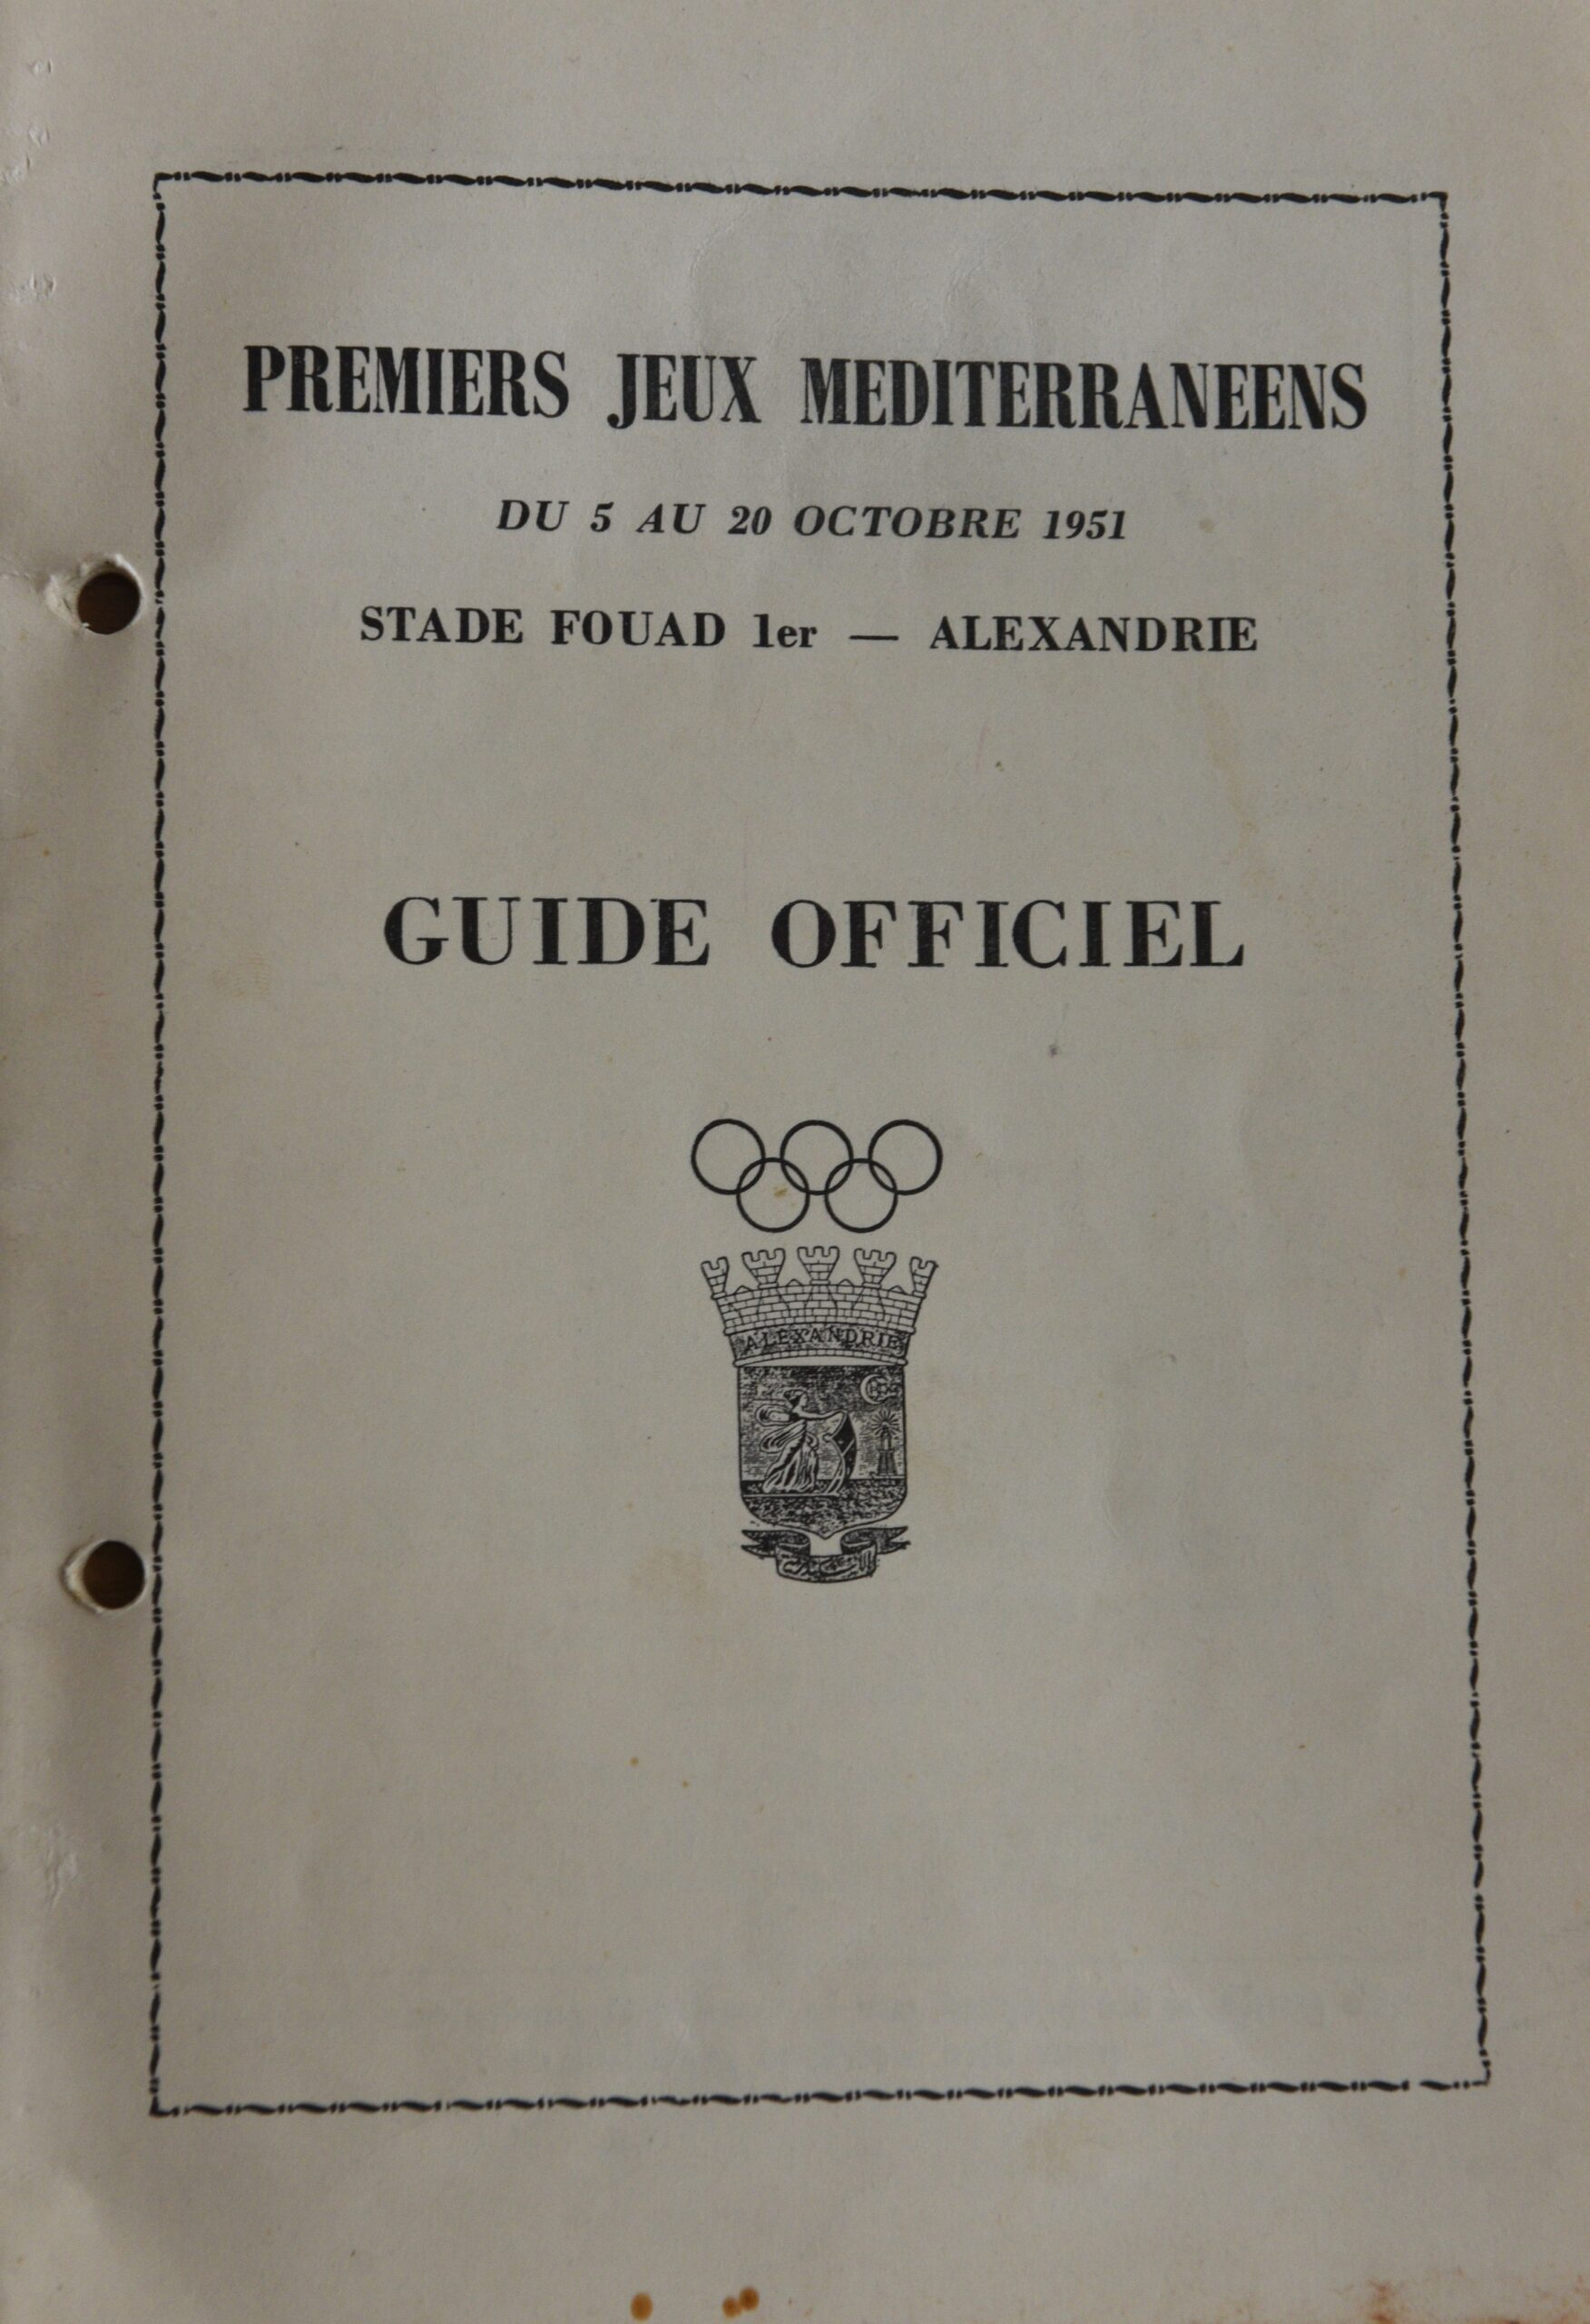 PREMIERS JEUX MEDITERRANEENS
DU 5 AU 20 OCTOBRE 1951
STADE FOUAD 1er — ALEXANDRIE
GUIDE OFFICIEL
ALEXANDRIE